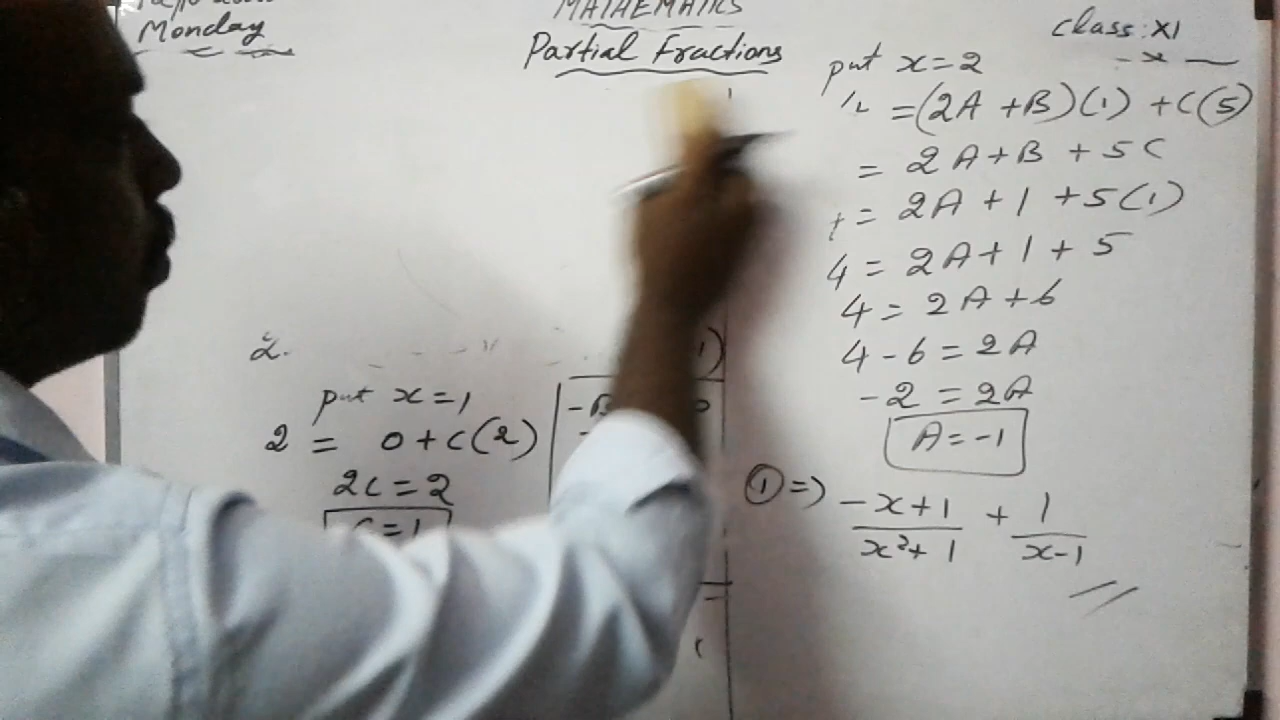 Monday
MATHEMATICS
Partial Fractions
Class: XI
put x = 2
= (2A + B)(1) + C(5)
= 2A + B + 5C
= 2A + 1 + 5(1)
4 = 2A + 1 + 5
4 = 2A + 6
4 - 6 = 2A
-2 = 2A
A = -1
① ⇒ -x+1/x²+1 + 1/x-1
2.
put x = 1
2 = 0 + C(2)
2C = 2
C = 1